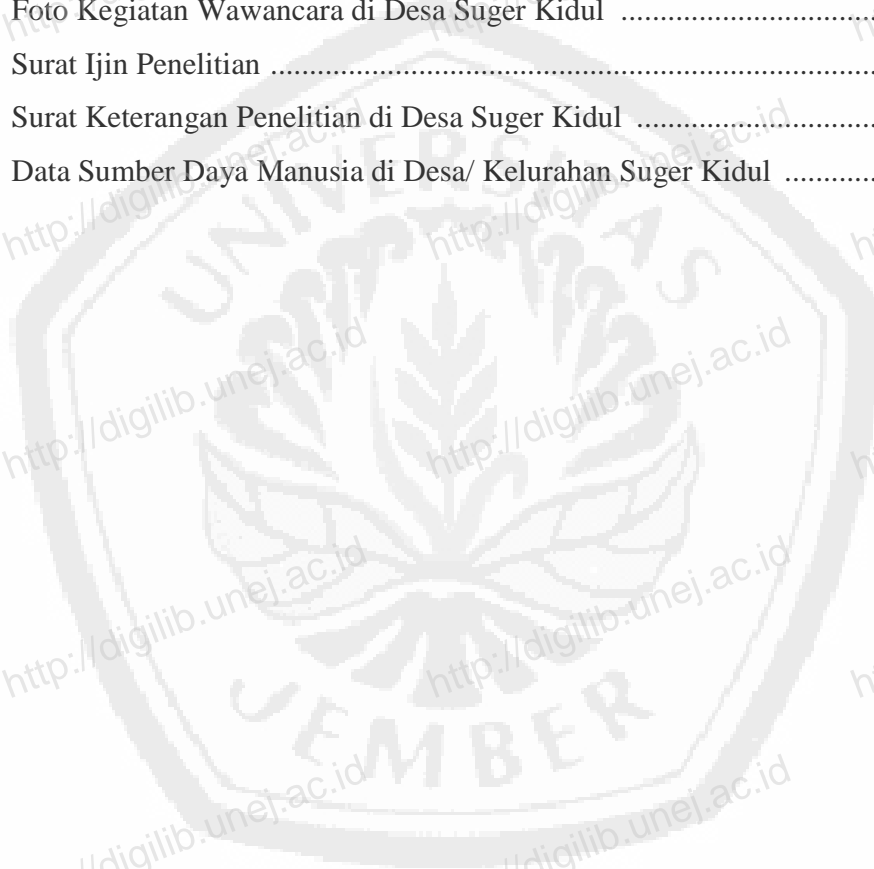 Foto Kegiatan Wawancara di Desa Suger Kidul ............................
Surat Ijin Penelitian ...........................................................................
Surat Keterangan Penelitian di Desa Suger Kidul ...........................
Data Sumber Daya Manusia di Desa/ Kelurahan Suger Kidul ............
UNIVERSITAS
JEMBER
http://digilib.unej.ac.id
http://digilib.unej.ac.id
http://digilib.unej.ac.id
http://digilib.unej.ac.id
http://digilib.unej.ac.id
http://digilib.unej.ac.id
//digilib.unej.ac.id
//digilib.unej.ac.id